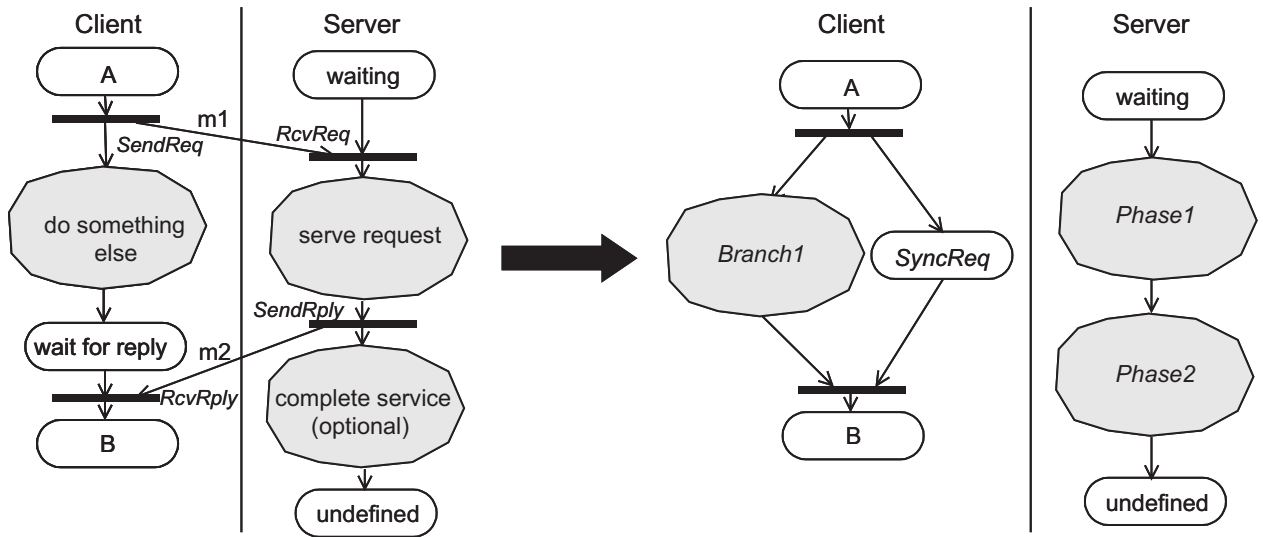 Client
Server
A
waiting
m1
RcvReq
SendReq
do something
else
serve request
SendRply
wait for reply
m2
RcvRply
complete service
(optional)
B
undefined
Client
Server
A
waiting
Branch1
SyncReq
Phase1
Phase2
B
undefined